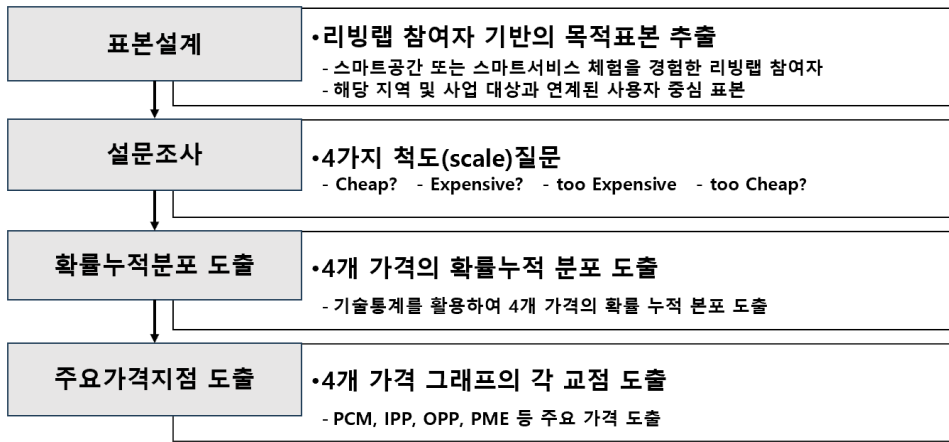 표본설계
•리빙랩 참여자 기반의 목적표본 추출
- 스마트공간 또는 스마트서비스 체험을 경험한 리빙랩 참여자
- 해당 지역 및 사업 대상과 연계된 사용자 중심 표본
설문조사
•4가지 척도(scale)질문
- Cheap? - Expensive? - too Expensive - too Cheap?
확률누적분포 도출
•4개 가격의 확률누적 분포 도출
- 기술통계를 활용하여 4개 가격의 확률 누적 본포 도출
주요가격지점 도출
•4개 가격 그래프의 각 교점 도출
- PCM, IPP, OPP, PME 등 주요 가격 도출